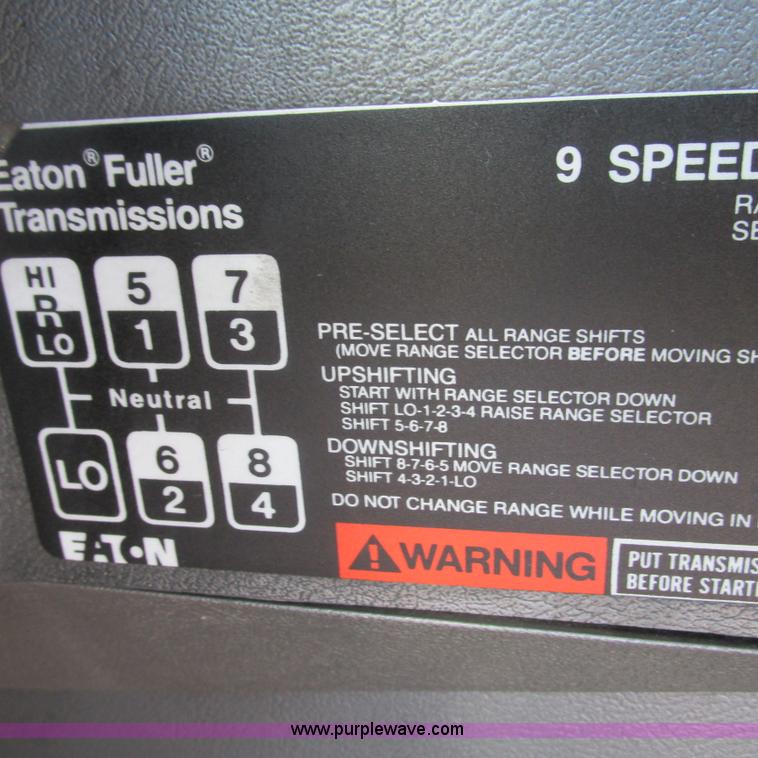 Eaton® Fuller®
Transmissions
9 SPEED
HI
R
LO
5
1
7
3
Neutral
LO
6
2
8
4
EATON
PRE-SELECT ALL RANGE SHIFTS
(MOVE RANGE SELECTOR BEFORE MOVING
UPSHIFTING
START WITH RANGE SELECTOR DOWN
SHIFT LO-1-2-3-4 RAISE RANGE SELECTOR
SHIFT 5-6-7-8
DOWNSHIFTING
SHIFT 8-7-6-5 MOVE RANGE SELECTOR DOWN
SHIFT 4-3-2-1-LO
DO NOT CHANGE RANGE WHILE MOVING IN
WARNING
PUT TRANSMIS
BEFORE STARTI
www.purplewave.com